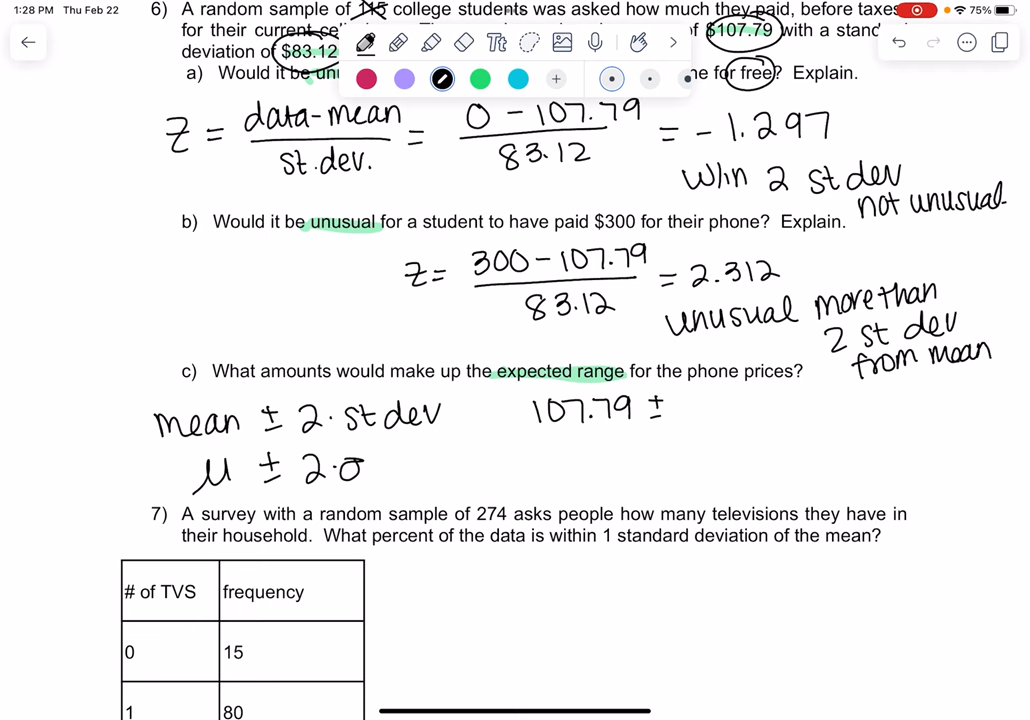 1:28 PM Thu Feb 22
75%
6) A random sample of 115 college students was asked how much they paid, before taxes
for their current $107.79 with a
deviation of $83.12
a) Would it be for free? Explain.
Z = data-mean / st.dev. = 0 - 107.79 / 83.12 = - 1.297
w/in 2 st dev
not unusual
b) Would it be unusual for a student to have paid $300 for their phone? Explain.
Z = 300 - 107.79 / 83.12 = 2.312
unusual more than
2 st dev
from mean
c) What amounts would make up the expected range for the phone prices?
mean ± 2 · st dev 107.79 ±
μ ± 2 · σ
7) A survey with a random sample of 274 asks people how many televisions they have in
their household. What percent of the data is within 1 standard deviation of the mean?
# of TVS frequency
0 15
1 80